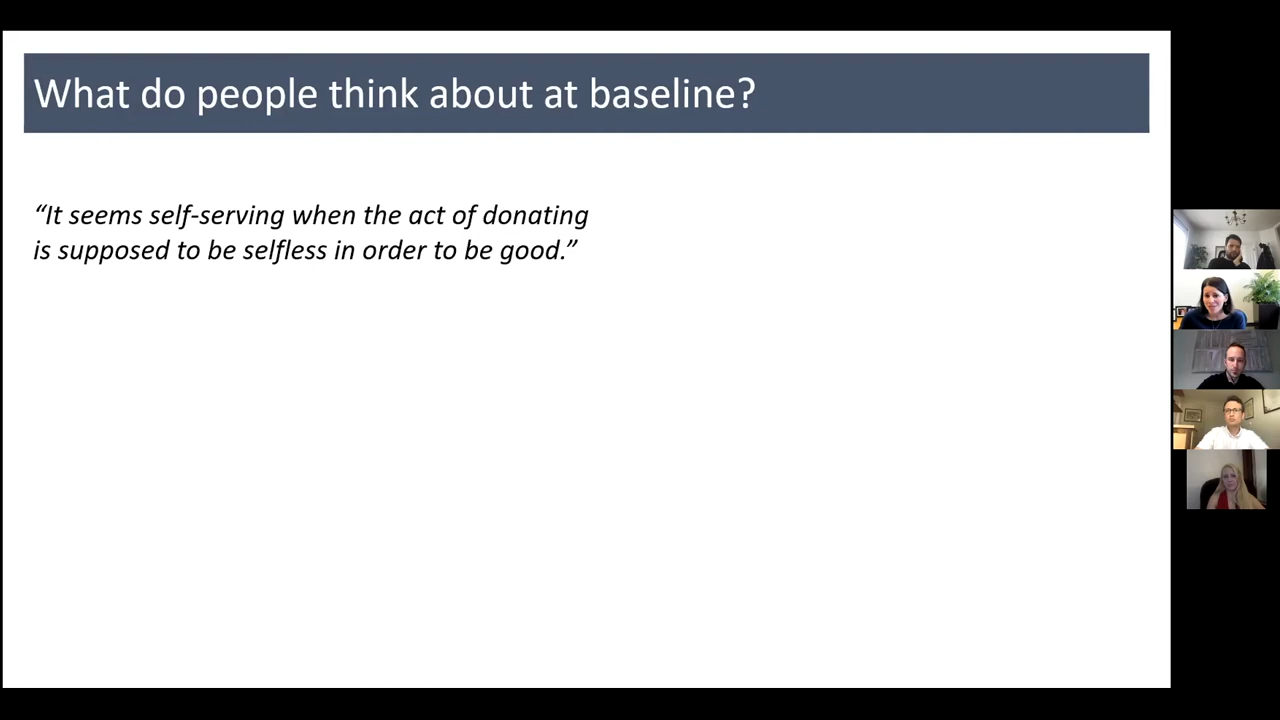 What do people think about at baseline?
“It seems self-serving when the act of donating
is supposed to be selfless in order to be good.”